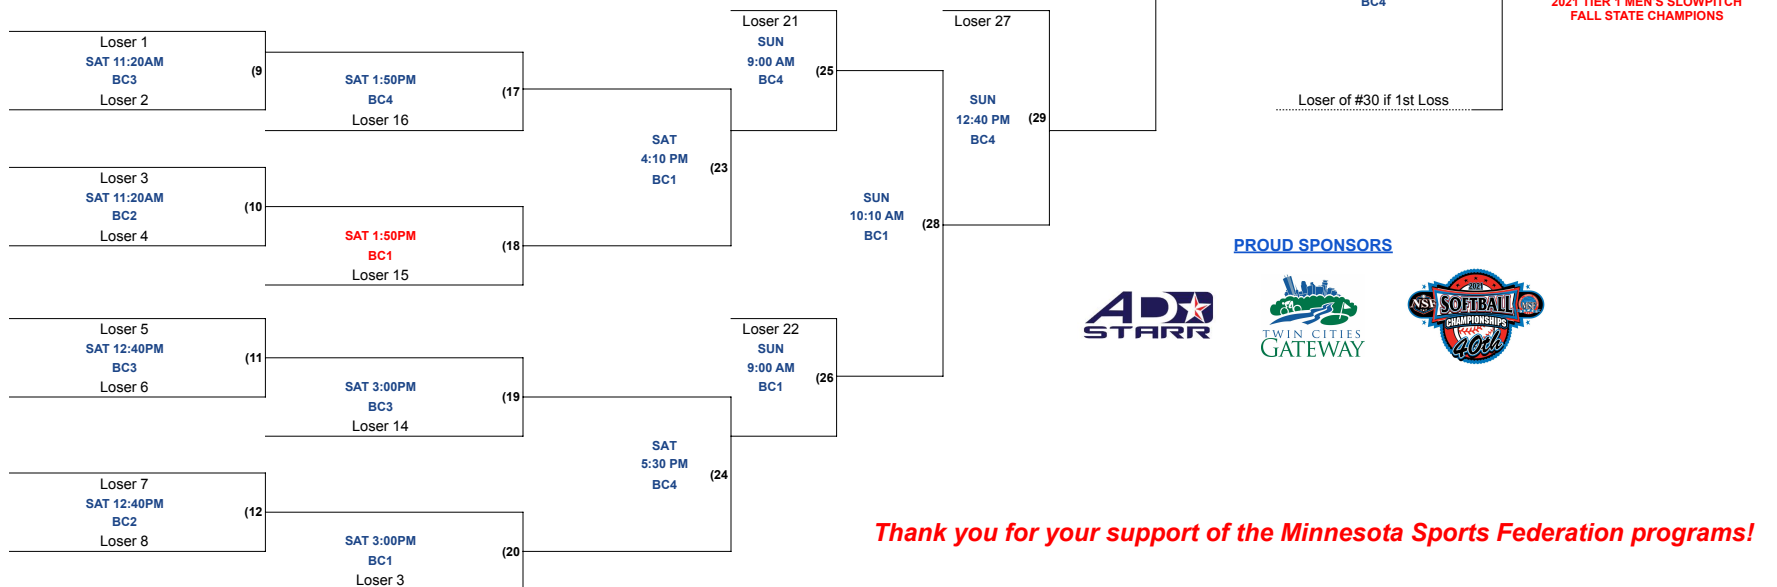 BC4
2021 TIER 1 MEN'S SLOWPITCH
FALL STATE CHAMPIONS
Loser 1
SAT 11:20AM
BC3
(9
Loser 2
SAT 1:50PM
BC4
(17
Loser 16
Loser 3
SAT 11:20AM
BC2
(10
Loser 4
SAT 1:50PM
BC1
(18
Loser 15
SAT
4:10 PM
BC1
(23
Loser 21
SUN
9:00 AM
BC4
(25
Loser 27
SUN
12:40 PM
BC4
(29
Loser of #30 if 1st Loss
SUN
10:10 AM
BC1
(28
Loser 5
SAT 12:40PM
BC3
(11
Loser 6
SAT 3:00PM
BC3
(19
Loser 14
Loser 7
SAT 12:40PM
BC2
(12
Loser 8
SAT 3:00PM
BC1
(20
Loser 3
SAT
5:30 PM
BC4
(24
Loser 22
SUN
9:00 AM
BC1
(26
PROUD SPONSORS
AD
STARR
TWIN CITIES
GATEWAY
2021
NSF
SOFTBALL
CHAMPIONSHIPS
40th
Thank you for your support of the Minnesota Sports Federation programs!